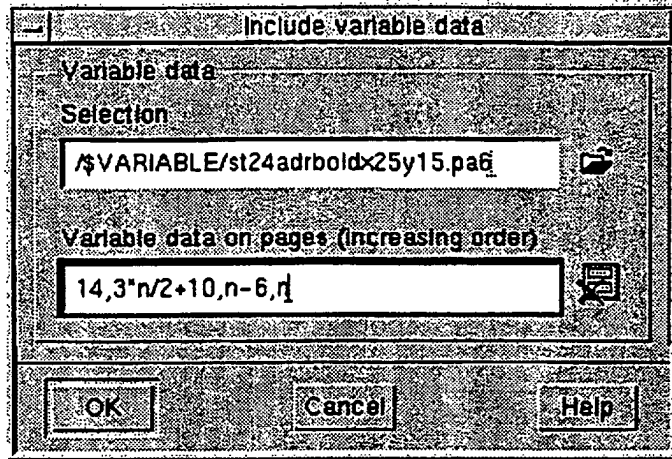 Include variable data
Variable data
Selection
/$VARIABLE/st24adrboldx25y15.pa6
Variable data on pages (increasing order)
14,3*n/2+10,n-6,n
OK
Cancel
Help